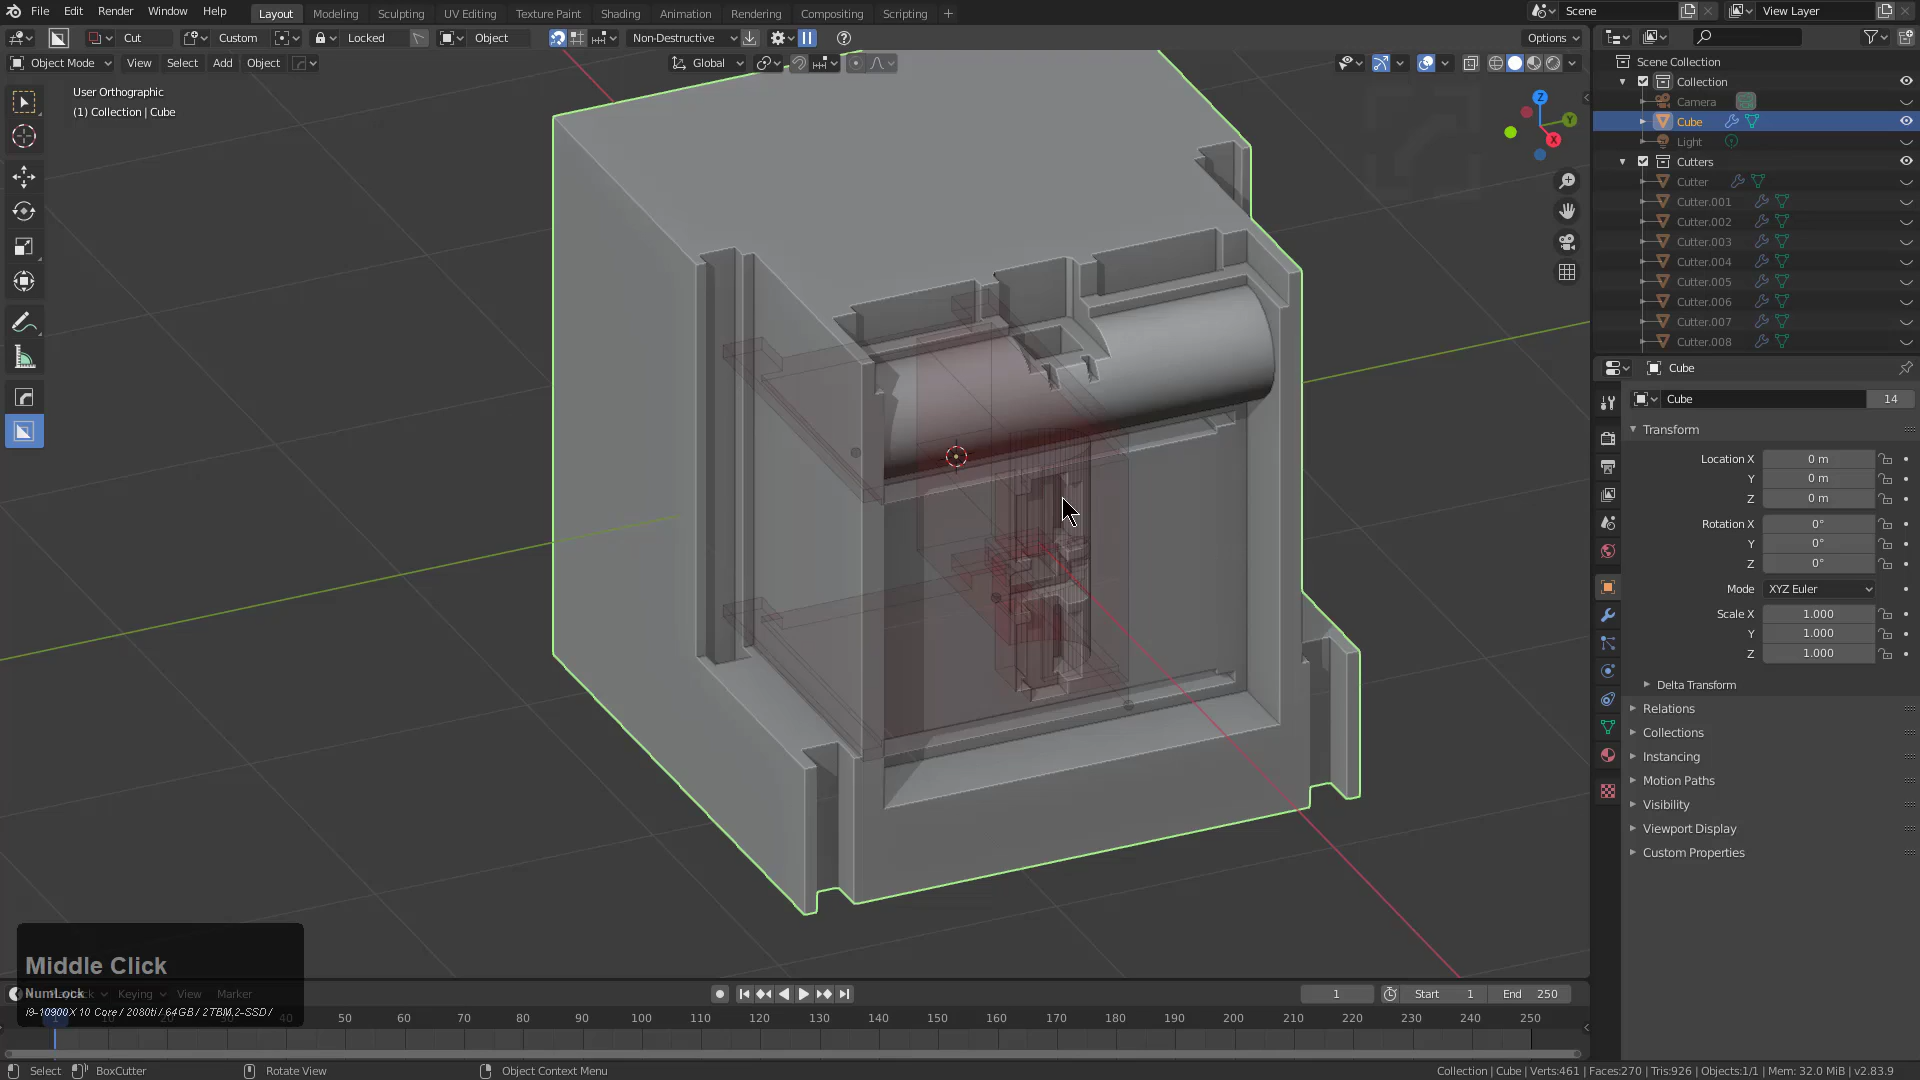 File Edit Render Window Help Layout Modeling Sculpting UV Editing Texture Paint Shading Animation Rendering Compositing Scripting Scene View Layer
Cut Custom Locked Object Non-Destructive Options
Object Mode View Select Add Object Global
User Orthographic
(1) Collection | Cube
Z
Y
X
Scene Collection
Collection
Camera
Cube
Light
Cutters
Cutter
Cutter.001
Cutter.002
Cutter.003
Cutter.004
Cutter.005
Cutter.006
Cutter.007
Cutter.008
Cube
Cube 14
Transform
Location X 0 m
Y 0 m
Z 0 m
Rotation X 0°
Y 0°
Z 0°
Mode XYZ Euler
Scale X 1.000
Y 1.000
Z 1.000
Delta Transform
Relations
Collections
Instancing
Motion Paths
Visibility
Viewport Display
Custom Properties
Middle Click
NumLock
i9-10900X 10 Core / 2080ti / 64GB / 2TBM.2-SSD /
Keying View Marker
1 Start 1 End 250
50 60 70 80 90 100 110 120 130 140 150 160 170 180 190 200 210 220 230 240 250
Select BoxCutter Rotate View Object Context Menu
Collection | Cube | Verts:461 | Faces:270 | Tris:926 | Objects:1/1 | Mem: 32.0 MiB | v2.83.9